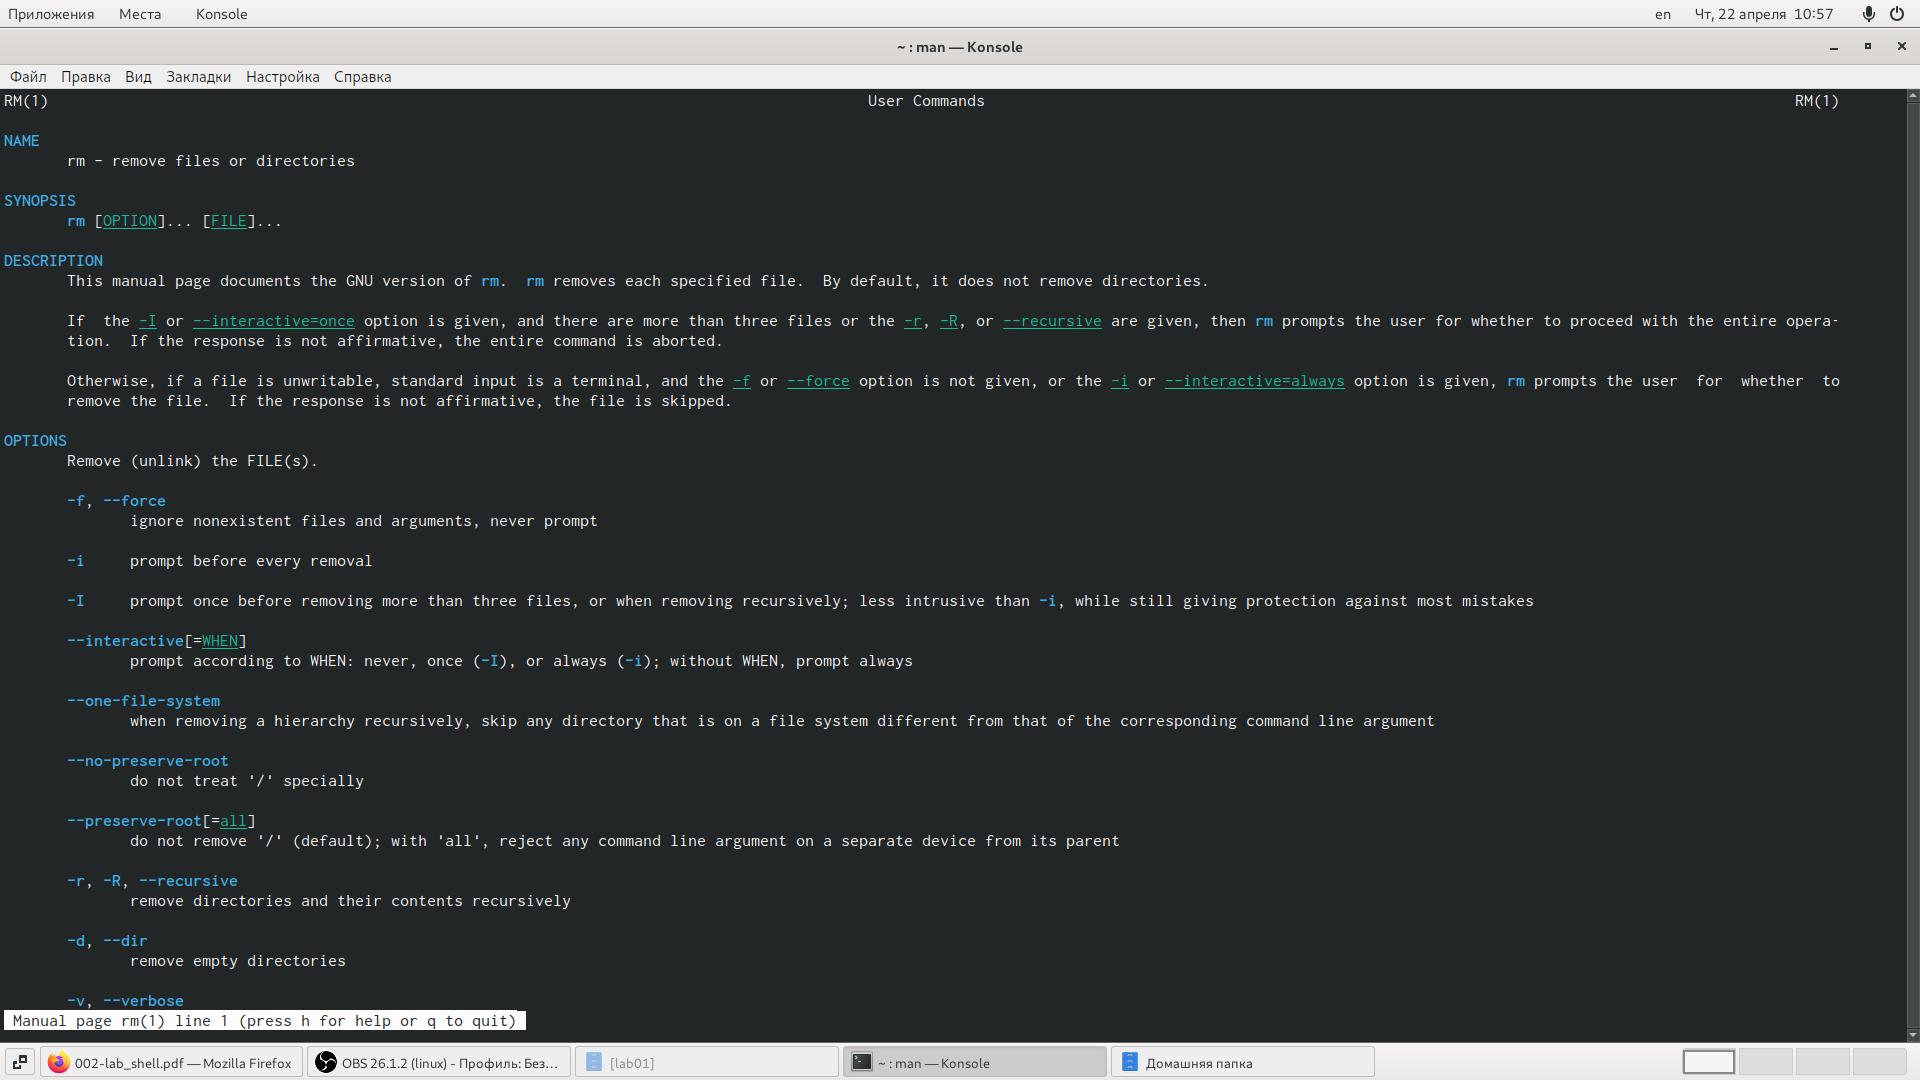 Приложения Места Konsole en Чт, 22 апреля 10:57
~ : man — Konsole
Файл Правка Вид Закладки Настройка Справка
RM(1) User Commands RM(1)
NAME
rm - remove files or directories
SYNOPSIS
rm [OPTION]... [FILE]...
DESCRIPTION
This manual page documents the GNU version of rm.  rm removes each specified file.  By default, it does not remove directories.
If  the -I or --interactive=once option is given, and there are more than three files or the -r, -R, or --recursive are given, then rm prompts the user for whether to proceed with the entire opera-
tion.  If the response is not affirmative, the entire command is aborted.
Otherwise, if a file is unwritable, standard input is a terminal, and the -f or --force option is not given, or the -i or --interactive=always option is given, rm prompts the user  for  whether  to
remove the file.  If the response is not affirmative, the file is skipped.
OPTIONS
Remove (unlink) the FILE(s).
-f, --force
ignore nonexistent files and arguments, never prompt
-i     prompt before every removal
-I     prompt once before removing more than three files, or when removing recursively; less intrusive than -i, while still giving protection against most mistakes
--interactive[=WHEN]
prompt according to WHEN: never, once (-I), or always (-i); without WHEN, prompt always
--one-file-system
when removing a hierarchy recursively, skip any directory that is on a file system different from that of the corresponding command line argument
--no-preserve-root
do not treat '/' specially
--preserve-root[=all]
do not remove '/' (default); with 'all', reject any command line argument on a separate device from its parent
-r, -R, --recursive
remove directories and their contents recursively
-d, --dir
remove empty directories
-v, --verbose
Manual page rm(1) line 1 (press h for help or q to quit)
002-lab_shell.pdf — Mozilla Firefox OBS 26.1.2 (linux) - Профиль: Без... [lab01] ~ : man — Konsole Домашняя папка